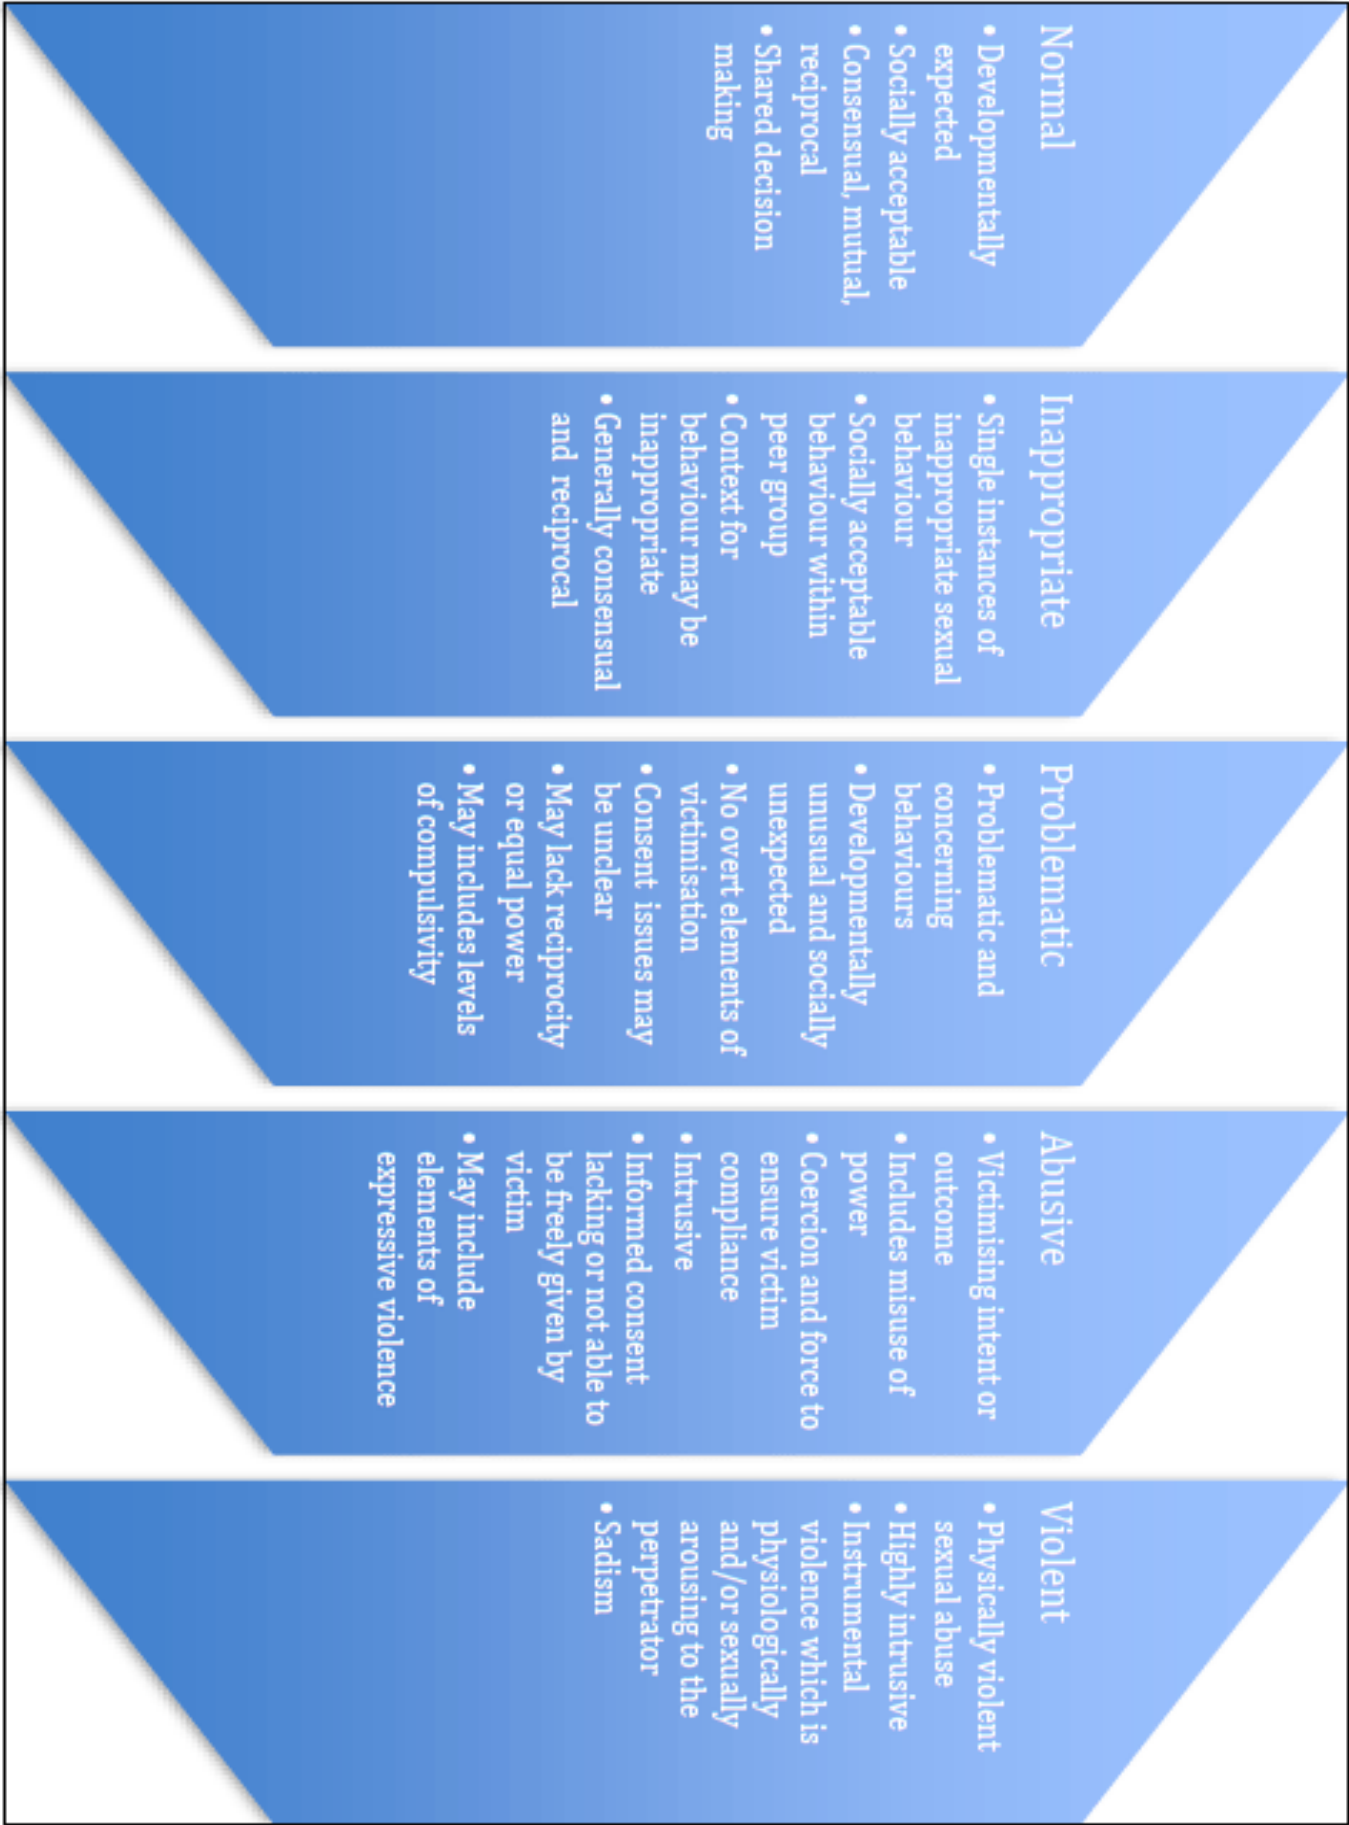 Normal
• Developmentally
expected
• Socially acceptable
• Consensual, mutual,
reciprocal
• Shared decision
making
Inappropriate
• Single instances of
inappropriate sexual
behaviour
• Socially acceptable
behaviour within
peer group
• Context for
behaviour may be
inappropriate
• Generally consensual
and reciprocal
Problematic
• Problematic and
concerning
behaviours
• Developmentally
unusual and socially
unexpected
• No overt elements of
victimisation
• Consent issues may
be unclear
• May lack reciprocity
or equal power
• May includes levels
of compulsivity
Abusive
• Victimising intent or
outcome
• Includes misuse of
power
• Coercion and force to
ensure victim
compliance
• Intrusive
• Informed consent
lacking or not able to
be freely given by
victim
• May include
elements of
expressive violence
Violent
• Physically violent
sexual abuse
• Highly intrusive
• Instrumental
violence which is
physiologically
and/or sexually
arousing to the
perpetrator
• Sadism